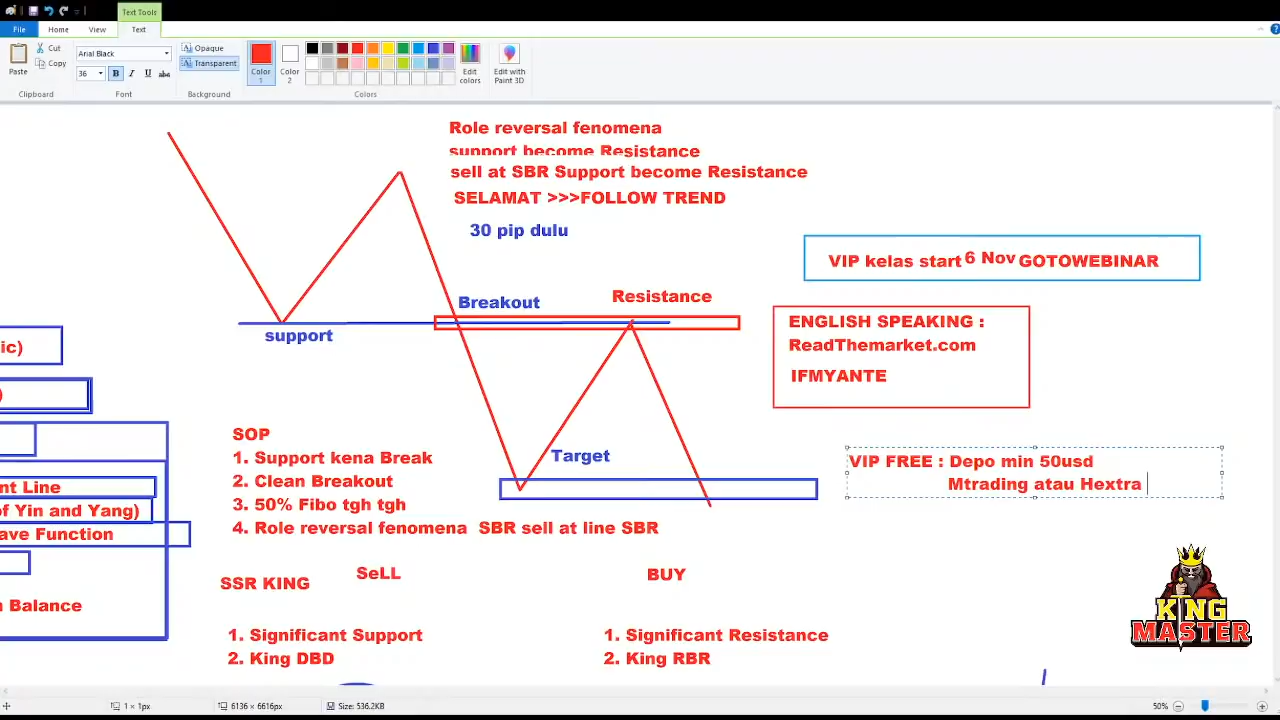 Text Tools
File
Home
View
Text
Paste
Cut
Copy
Arial Black
36
B
I
U
abc
Opaque
Transparent
Color 1
Color 2
Edit colors
Edit with Paint 3D
Clipboard
Font
Background
Colors
Role reversal fenomena
support become Resistance
sell at SBR Support become Resistance
SELAMAT >>>FOLLOW TREND
30 pip dulu
VIP kelas start 6 Nov GOTOWEBINAR
Breakout
Resistance
support
ENGLISH SPEAKING :
ReadThemarket.com
IFMYANTE
ic)
)
SOP
1. Support kena Break
2. Clean Breakout
3. 50% Fibo tgh tgh
4. Role reversal fenomena SBR sell at line SBR
Target
VIP FREE : Depo min 50usd
Mtrading atau Hextra
nt Line
of Yin and Yang)
ave Function
Balance
SSR KING
SeLL
BUY
1. Significant Support
2. King DBD
1. Significant Resistance
2. King RBR
KING
MASTER
1 × 1px
6136 × 6616px
Size: 536.2KB
50%